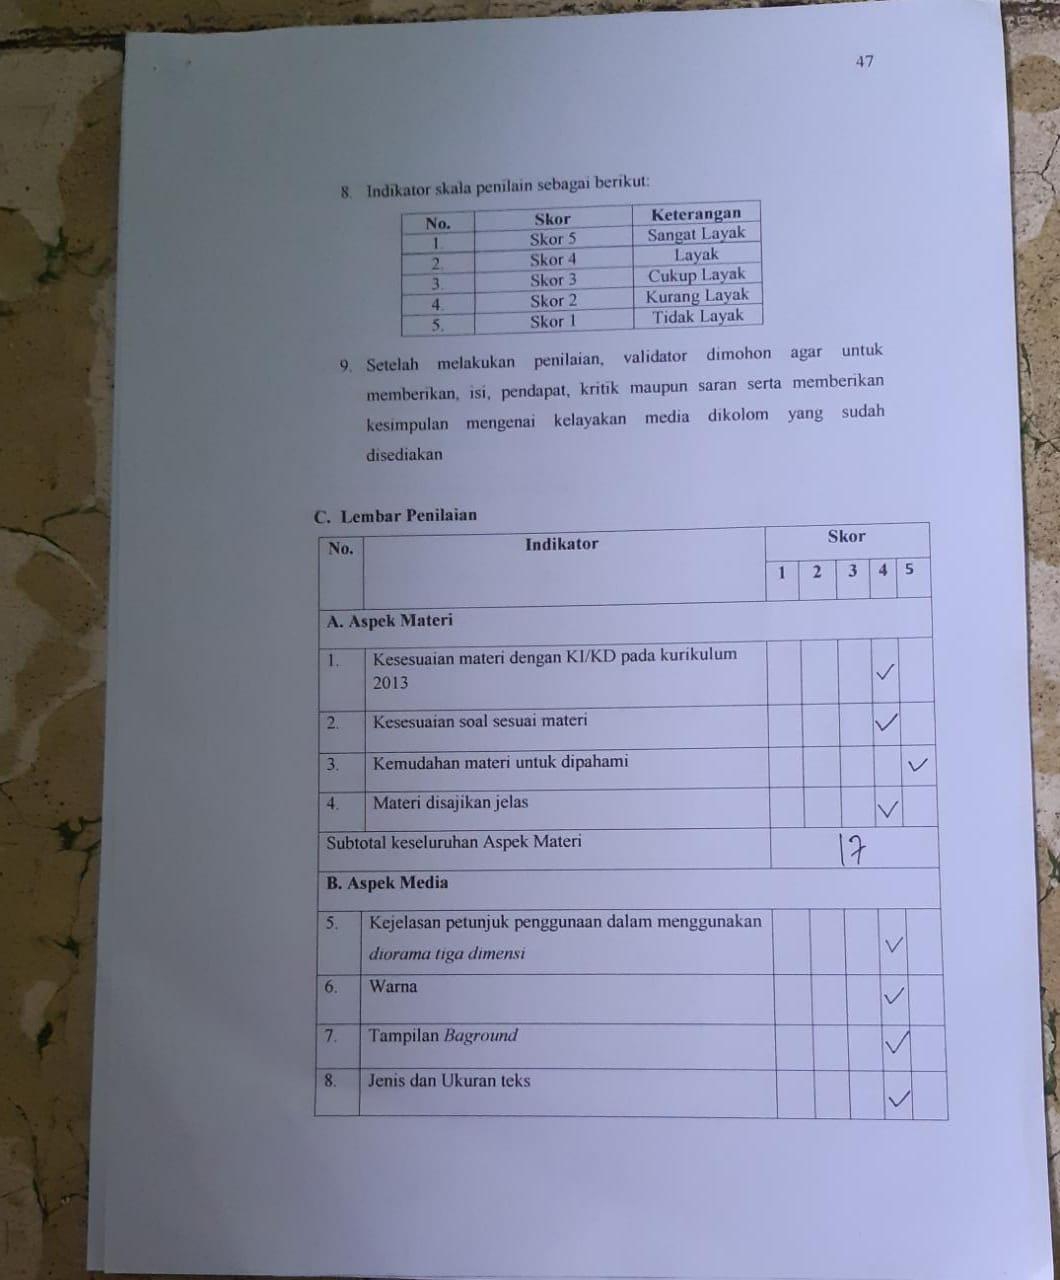 47
8. Indikator skala penilain sebagai berikut:
No. Skor Keterangan
1. Skor 5 Sangat Layak
2. Skor 4 Layak
3. Skor 3 Cukup Layak
4. Skor 2 Kurang Layak
5. Skor 1 Tidak Layak
9. Setelah melakukan penilaian, validator dimohon agar untuk
memberikan, isi, pendapat, kritik maupun saran serta memberikan
kesimpulan mengenai kelayakan media dikolom yang sudah
disediakan
C. Lembar Penilaian
No. Indikator Skor
1 2 3 4 5
A. Aspek Materi
1. Kesesuaian materi dengan KI/KD pada kurikulum
2013 ✓
2. Kesesuaian soal sesuai materi ✓
3. Kemudahan materi untuk dipahami ✓
4. Materi disajikan jelas ✓
Subtotal keseluruhan Aspek Materi 17
B. Aspek Media
5. Kejelasan petunjuk penggunaan dalam menggunakan
diorama tiga dimensi ✓
6. Warna ✓
7. Tampilan Baground ✓
8. Jenis dan Ukuran teks ✓